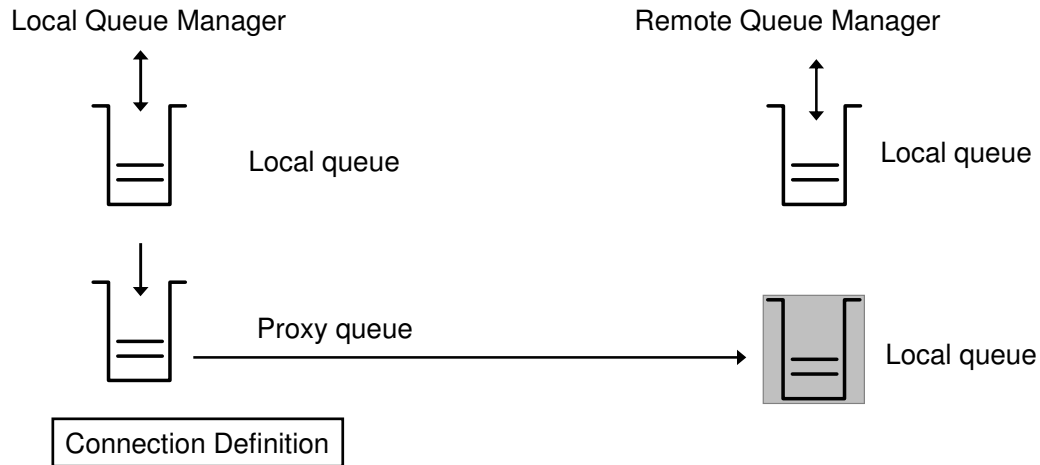 Local Queue Manager
Remote Queue Manager
Local queue
Local queue
Proxy queue
Local queue
Connection Definition